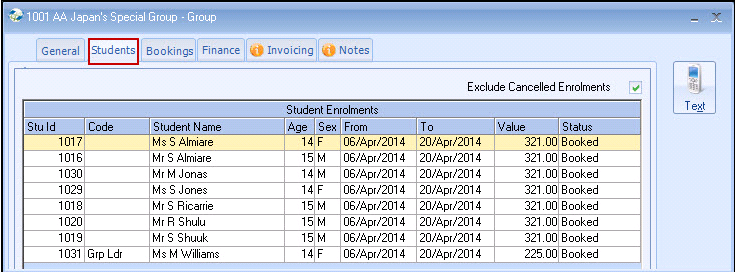 1001 AA Japan's Special Group - Group
General Students Bookings Finance Invoicing Notes
Exclude Cancelled Enrolments
Text
Student Enrolments
Stu Id Code Student Name Age Sex From To Value Status
1017 Ms S Almiare 14 F 06/Apr/2014 20/Apr/2014 321.00 Booked
1016 Mr S Almiare 15 M 06/Apr/2014 20/Apr/2014 321.00 Booked
1030 Mr M Jonas 14 M 06/Apr/2014 20/Apr/2014 321.00 Booked
1029 Ms S Jones 14 F 06/Apr/2014 20/Apr/2014 321.00 Booked
1018 Mr S Ricarrie 15 M 06/Apr/2014 20/Apr/2014 321.00 Booked
1020 Mr R Shulu 15 M 06/Apr/2014 20/Apr/2014 321.00 Booked
1019 Mr S Shuuk 15 M 06/Apr/2014 20/Apr/2014 321.00 Booked
1031 Grp Ldr Ms M Williams 14 F 06/Apr/2014 20/Apr/2014 225.00 Booked